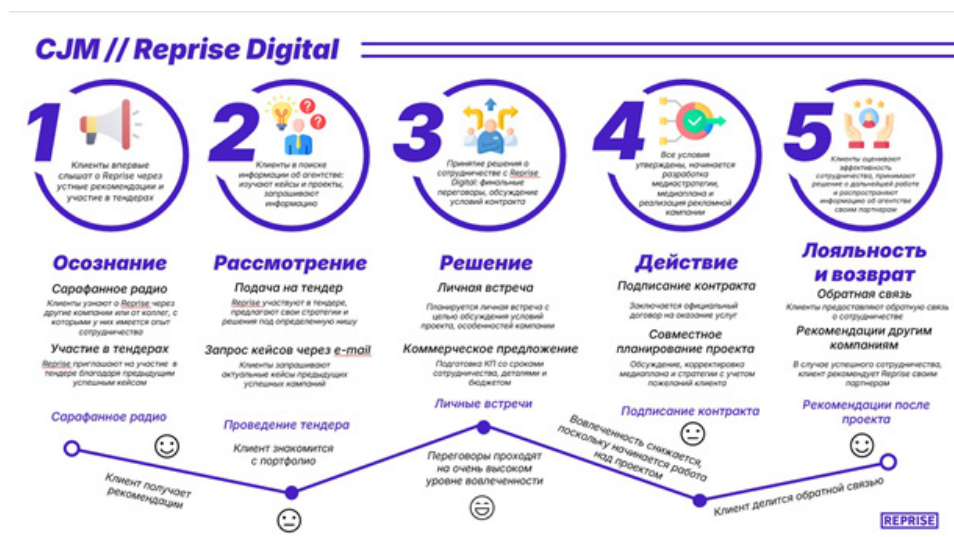 CJM // Reprise Digital
1
Клиенты впервые
слышат о Reprise через
устные рекомендации и
участие в тендерах
2
Клиенты в поиске
информации об агентстве:
изучают кейсы и проекты,
запрашивают
информацию
3
Принятие решения о
сотрудничестве с Reprise
Digital: финальные
переговоры, обсуждение
условий контракта
4
Все условия
утверждены, начинается
разработка
медиастратегии,
медиаплана и
реализация рекламной
кампании
5
Клиенты оценивают
эффективность
сотрудничества, принимают
решение о дальнейшей работе
и распространяют
информацию об агентстве
своим партнерам
Осознание
Сарафанное радио
Клиенты узнают о Reprise через
другие компании или от коллег, с
которыми у них имеется опыт
сотрудничества
Участие в тендерах
Reprise приглашают на участие в
тендере благодаря предыдущим
успешным кейсам
Рассмотрение
Подача на тендер
Reprise участвуют в тендере,
предлагают свои стратегии и
решения под определенную нишу
Запрос кейсов через e-mail
Клиенты запрашивают
актуальные кейсы предыдущих
успешных кампаний
Решение
Личная встреча
Планируется личная встреча с
целью обсуждения условий
проекта, особенностей кампании
Коммерческое предложение
Подготовка КП со сроками
сотрудничества, деталями и
бюджетом
Действие
Подписание контракта
Заключается официальный
договор на оказание услуг
Совместное
планирование проекта
Обсуждение, корректировка
медиаплана и стратегии с учетом
пожеланий клиента
Лояльность
и возврат
Обратная связь
Клиенты предоставляют обратную связь
о сотрудничестве
Рекомендации другим
компаниям
В случае успешного сотрудничества,
клиент рекомендует Reprise своим
партнерам
Сарафанное радио
Клиент получает
рекомендации
Проведение тендера
Клиент знакомится
с портфолио
Личные встречи
Переговоры проходят
на очень высоком
уровне вовлеченности
Подписание контракта
Вовлеченность снижается,
поскольку начинается работа
над проектом
Рекомендации после
проекта
Клиент делится обратной связью
REPRISE